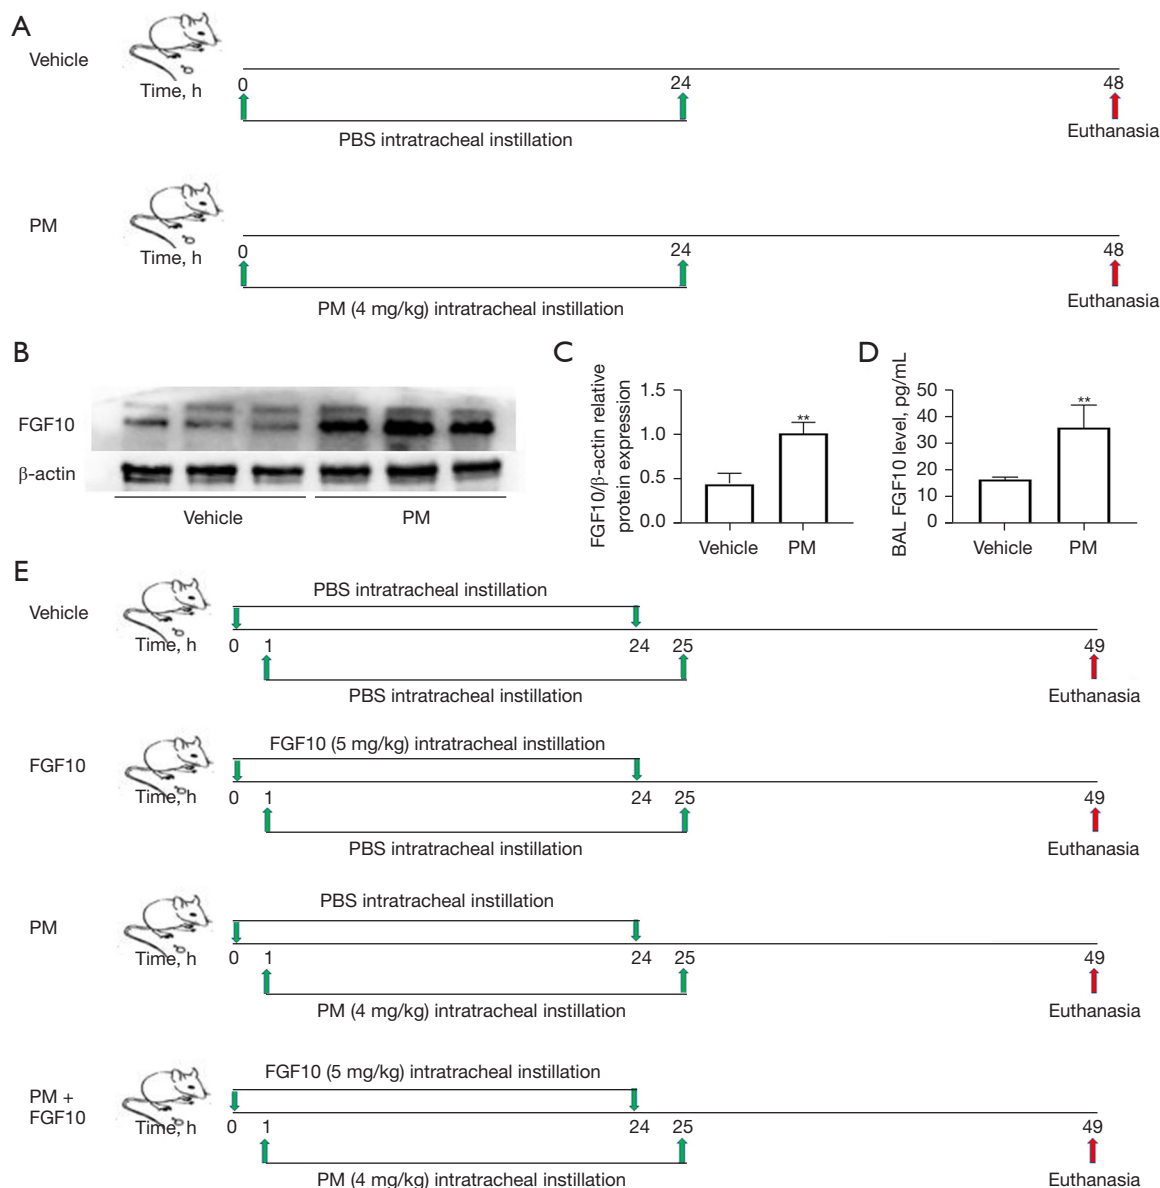 A
Vehicle
Time, h
0
24
48
PBS intratracheal instillation
Euthanasia
PM
Time, h
0
24
48
PM (4 mg/kg) intratracheal instillation
Euthanasia
B
FGF10
β-actin
Vehicle
PM
C
FGF10/β-actin relative
protein expression
1.5
1.0
0.5
0.0
**
Vehicle
PM
D
BAL FGF10 level, pg/mL
50
40
30
20
10
0
**
Vehicle
PM
E
Vehicle
PBS intratracheal instillation
Time, h
0
1
24
25
49
PBS intratracheal instillation
Euthanasia
FGF10
FGF10 (5 mg/kg) intratracheal instillation
Time, h
0
1
24
25
49
PBS intratracheal instillation
Euthanasia
PM
PBS intratracheal instillation
Time, h
0
1
24
25
49
PM (4 mg/kg) intratracheal instillation
Euthanasia
PM +
FGF10
FGF10 (5 mg/kg) intratracheal instillation
Time, h
0
1
24
25
49
PM (4 mg/kg) intratracheal instillation
Euthanasia